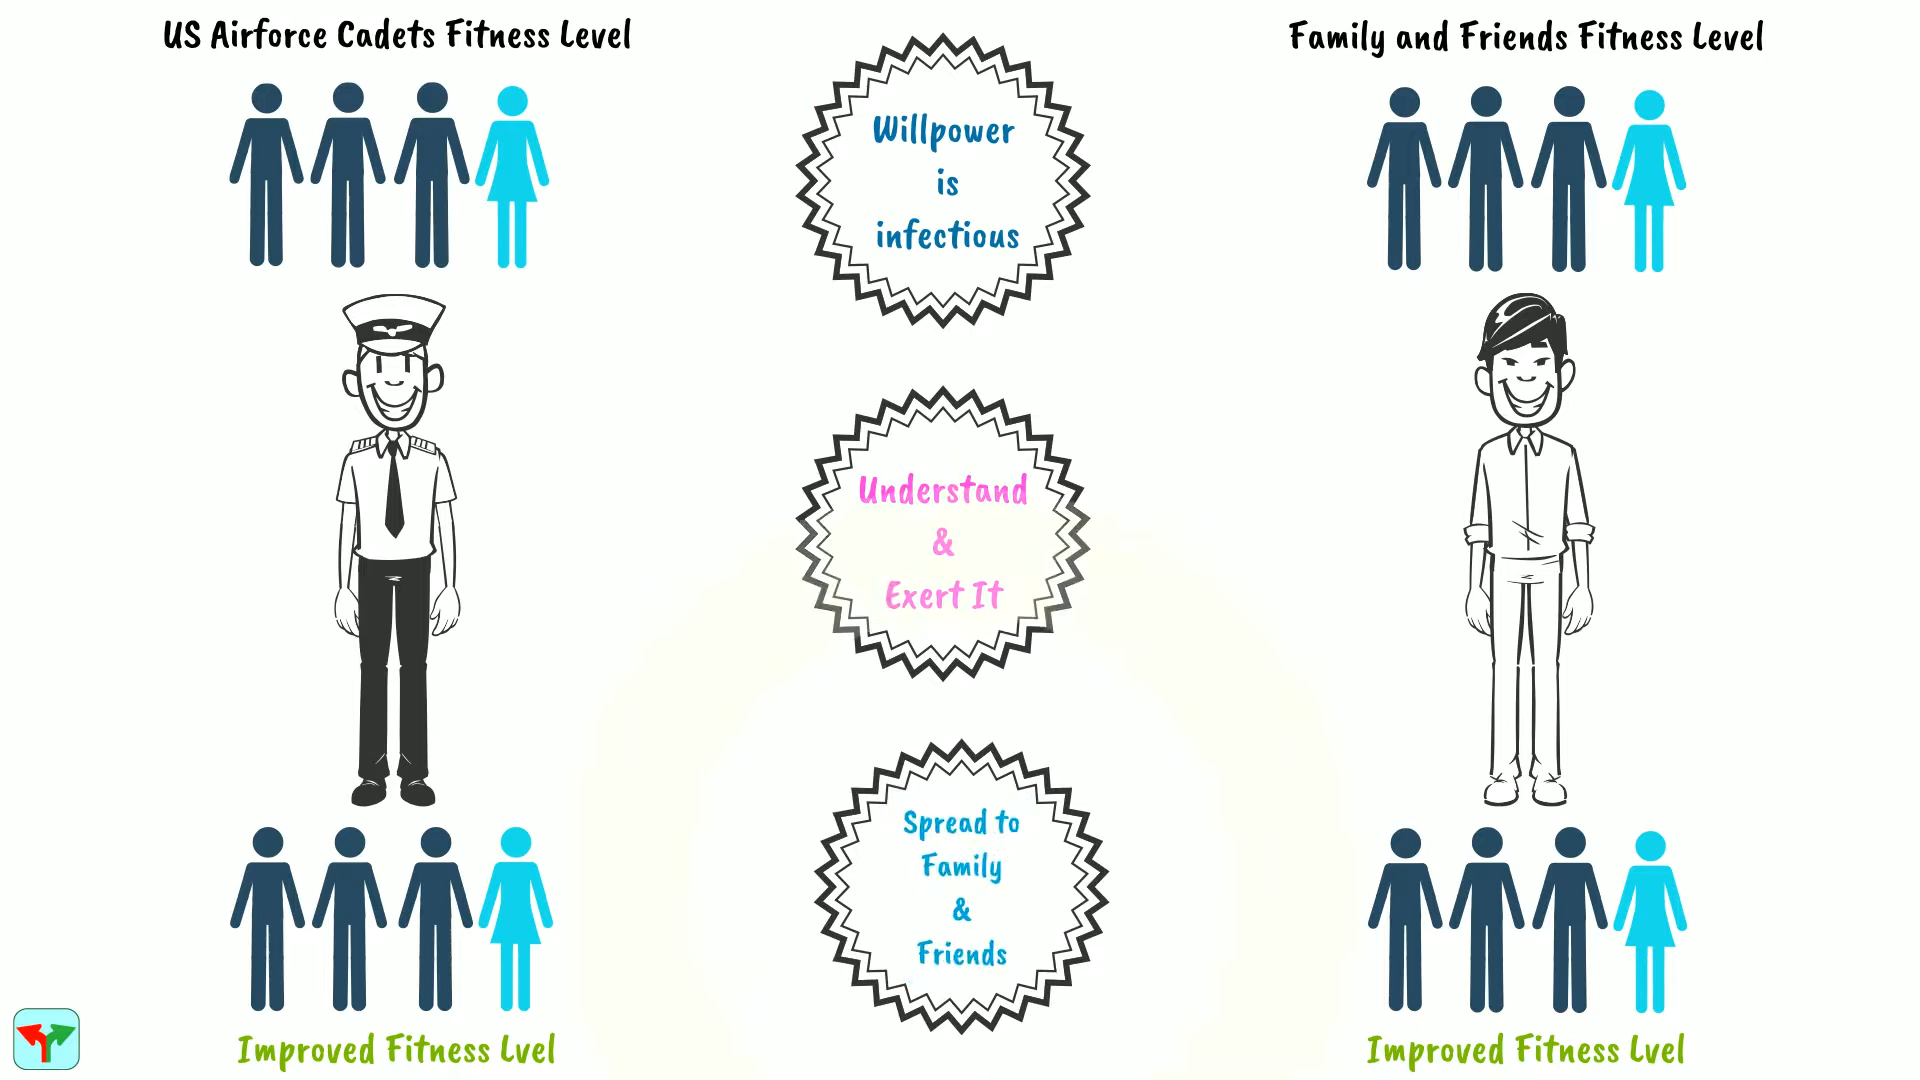 US Airforce Cadets Fitness Level
Family and Friends Fitness Level
Willpower
is
infectious
Understand
&
Exert It
Spread to
Family
&
Friends
Improved Fitness Lvel
Improved Fitness Lvel